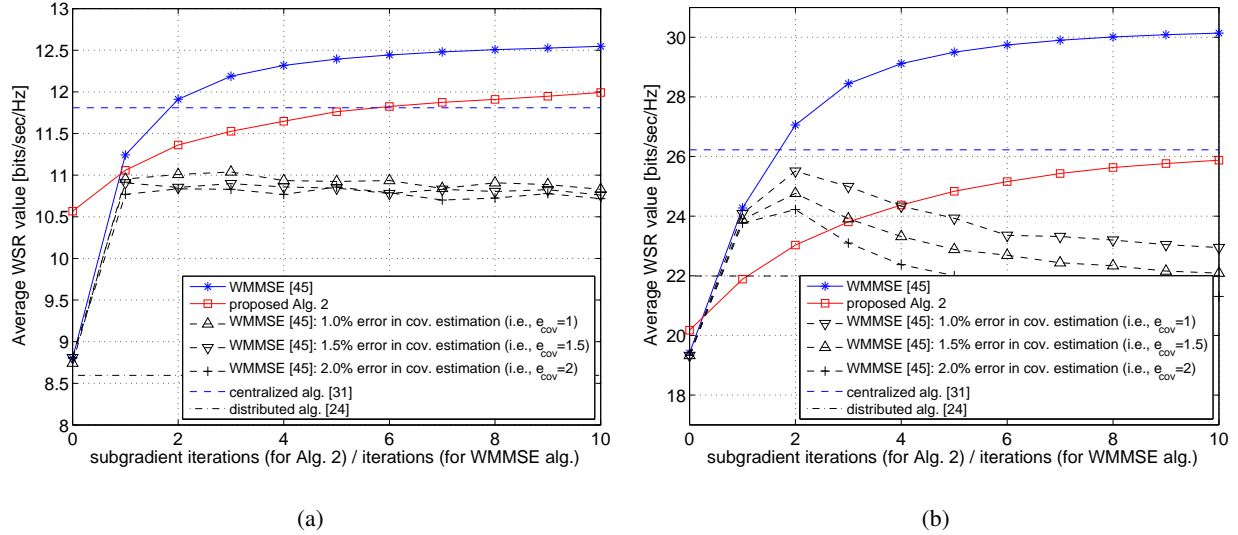 13
12.5
12
11.5
11
10.5
10
9.5
9
8.5
8
Average WSR value [bits/sec/Hz]
WMMSE [45]
proposed Alg. 2
WMMSE [45]: 1.0% error in cov. estimation (i.e., e_cov=1)
WMMSE [45]: 1.5% error in cov. estimation (i.e., e_cov=1.5)
WMMSE [45]: 2.0% error in cov. estimation (i.e., e_cov=2)
centralized alg. [31]
distributed alg. [24]
0 2 4 6 8 10
subgradient iterations (for Alg. 2) / iterations (for WMMSE alg.)
(a)
30
28
26
24
22
20
18
Average WSR value [bits/sec/Hz]
WMMSE [45]
proposed Alg. 2
WMMSE [45]: 1.0% error in cov. estimation (i.e., e_cov=1)
WMMSE [45]: 1.5% error in cov. estimation (i.e., e_cov=1.5)
WMMSE [45]: 2.0% error in cov. estimation (i.e., e_cov=2)
centralized alg. [31]
distributed alg. [24]
0 2 4 6 8 10
subgradient iterations (for Alg. 2) / iterations (for WMMSE alg.)
(b)